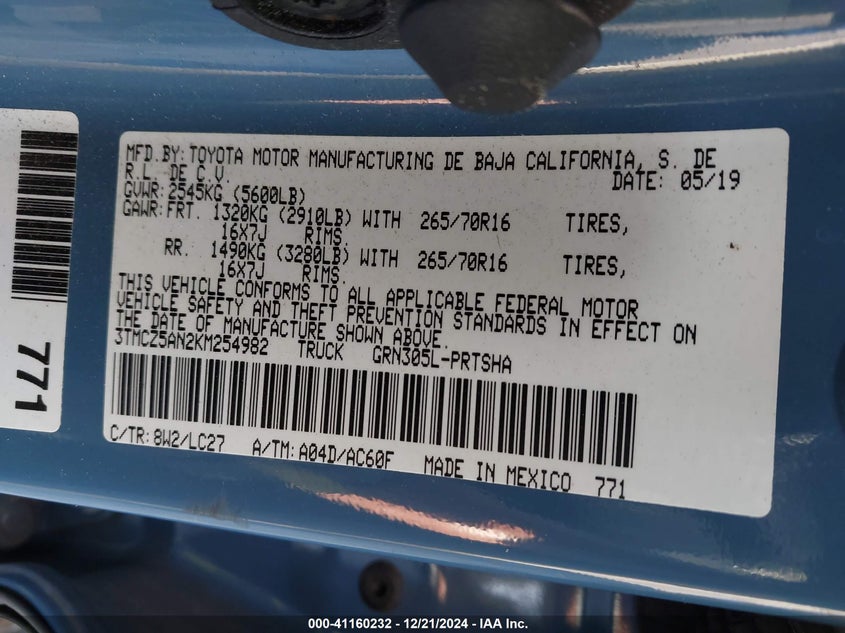 771
MFD.BY: TOYOTA MOTOR MANUFACTURING DE BAJA CALIFORNIA, S. DE
R.L. DE C.V. DATE: 05/19
GVWR: 2545KG (5600LB)
GAWR: FRT. 1320KG (2910LB) WITH 265/70R16 TIRES,
16X7J RIMS.
RR. 1490KG (3280LB) WITH 265/70R16 TIRES,
16X7J RIMS.
THIS VEHICLE CONFORMS TO ALL APPLICABLE FEDERAL MOTOR
VEHICLE SAFETY AND THEFT PREVENTION STANDARDS IN EFFECT ON
THE DATE OF MANUFACTURE SHOWN ABOVE.
3TMCZ5AN2KM254982 TRUCK GRN305L-PRTSHA
C/TR: 8W2/LC27 A/TM: A04D/AC60F MADE IN MEXICO 771
000-41160232 - 12/21/2024 - IAA Inc.